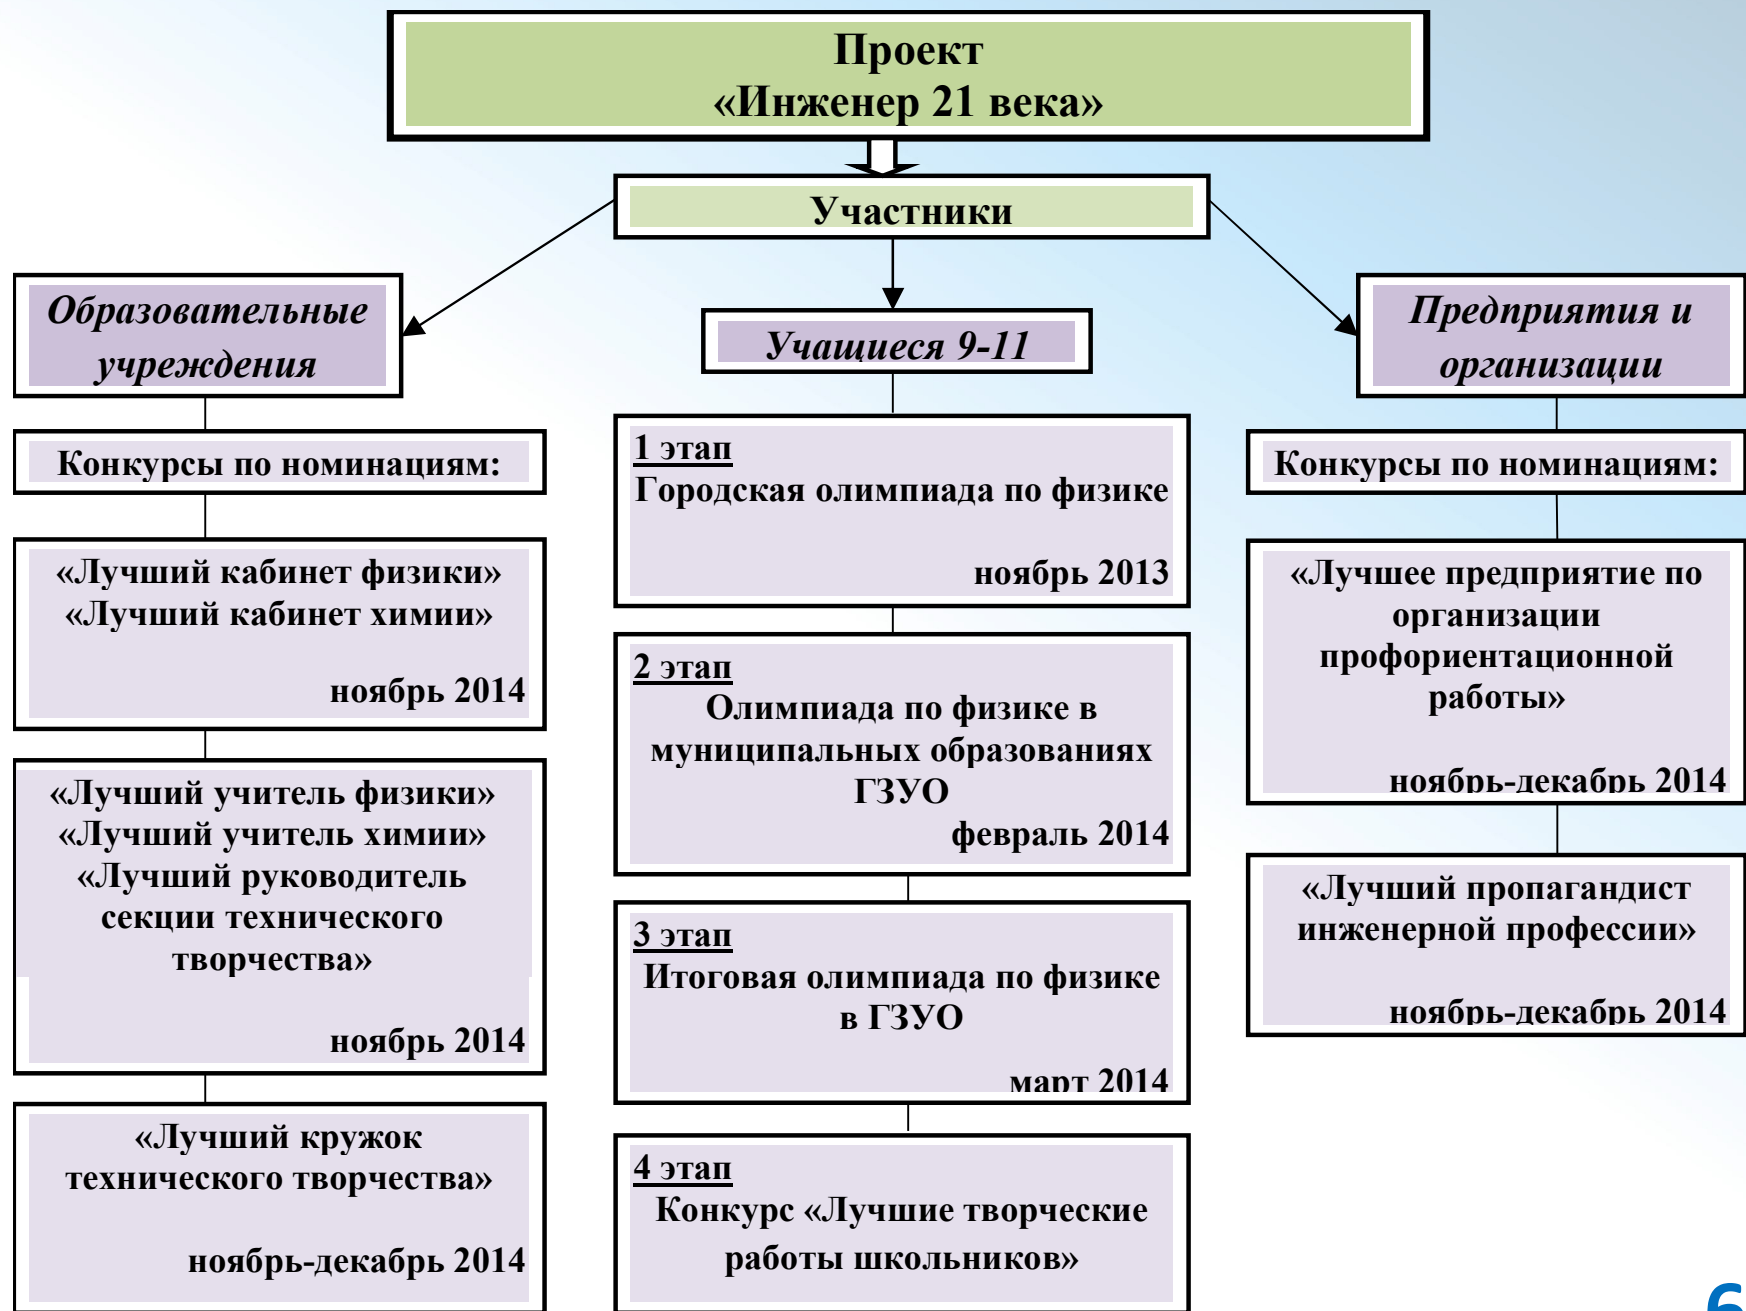 Проект
«Инженер 21 века»
Участники
Образовательные
учреждения
Конкурсы по номинациям:
«Лучший кабинет физики»
«Лучший кабинет химии»
ноябрь 2014
«Лучший учитель физики»
«Лучший учитель химии»
«Лучший руководитель
секции технического
творчества»
ноябрь 2014
«Лучший кружок
технического творчества»
ноябрь-декабрь 2014
Учащиеся 9-11
1 этап
Городская олимпиада по физике
ноябрь 2013
2 этап
Олимпиада по физике в
муниципальных образованиях
ГЗУО
февраль 2014
3 этап
Итоговая олимпиада по физике
в ГЗУО
март 2014
4 этап
Конкурс «Лучшие творческие
работы школьников»
Предприятия и
организации
Конкурсы по номинациям:
«Лучшее предприятие по
организации
профориентационной
работы»
ноябрь-декабрь 2014
«Лучший пропагандист
инженерной профессии»
ноябрь-декабрь 2014
6